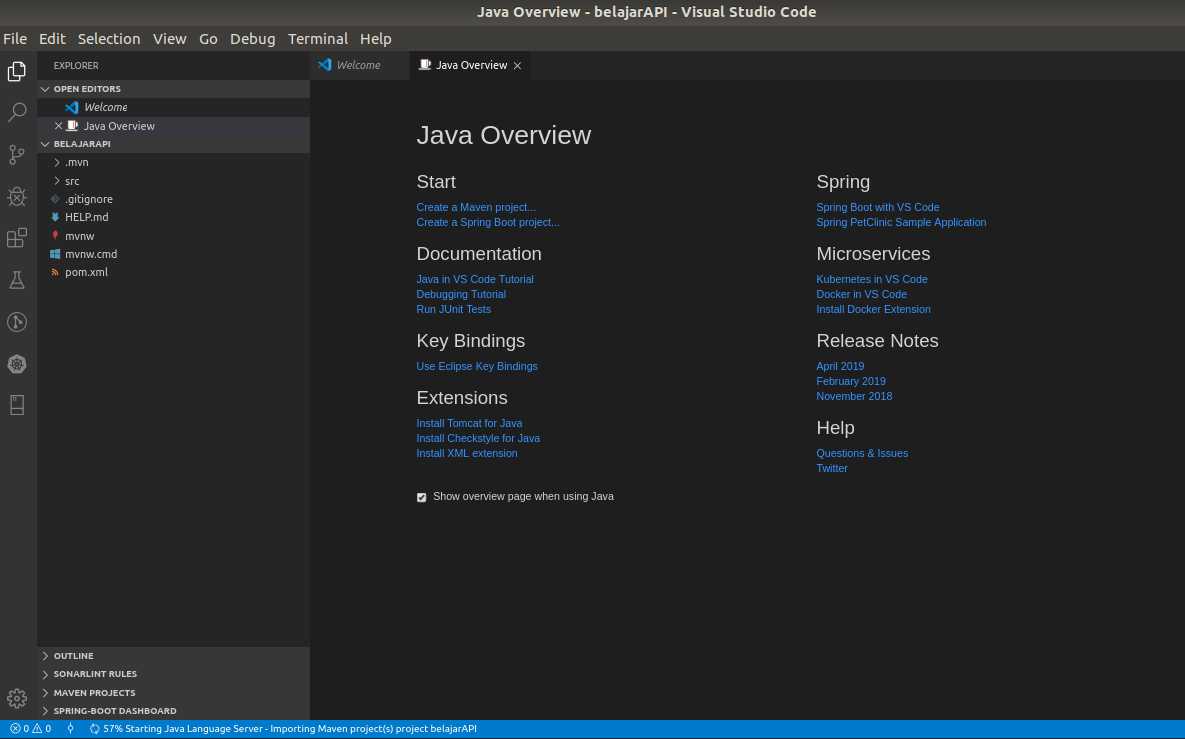 Java Overview - belajarAPI - Visual Studio Code
File Edit Selection View Go Debug Terminal Help
EXPLORER
OPEN EDITORS
Welcome
Java Overview
BELAJARAPI
.mvn
src
.gitignore
HELP.md
mvnw
mvnw.cmd
pom.xml
OUTLINE
SONARLINT RULES
MAVEN PROJECTS
SPRING-BOOT DASHBOARD
Welcome
Java Overview
Java Overview
Start
Create a Maven project...
Create a Spring Boot project...
Documentation
Java in VS Code Tutorial
Debugging Tutorial
Run JUnit Tests
Key Bindings
Use Eclipse Key Bindings
Extensions
Install Tomcat for Java
Install Checkstyle for Java
Install XML extension
Show overview page when using Java
Spring
Spring Boot with VS Code
Spring PetClinic Sample Application
Microservices
Kubernetes in VS Code
Docker in VS Code
Install Docker Extension
Release Notes
April 2019
February 2019
November 2018
Help
Questions & Issues
Twitter
0 0 57% Starting Java Language Server - Importing Maven project(s) project belajarAPI